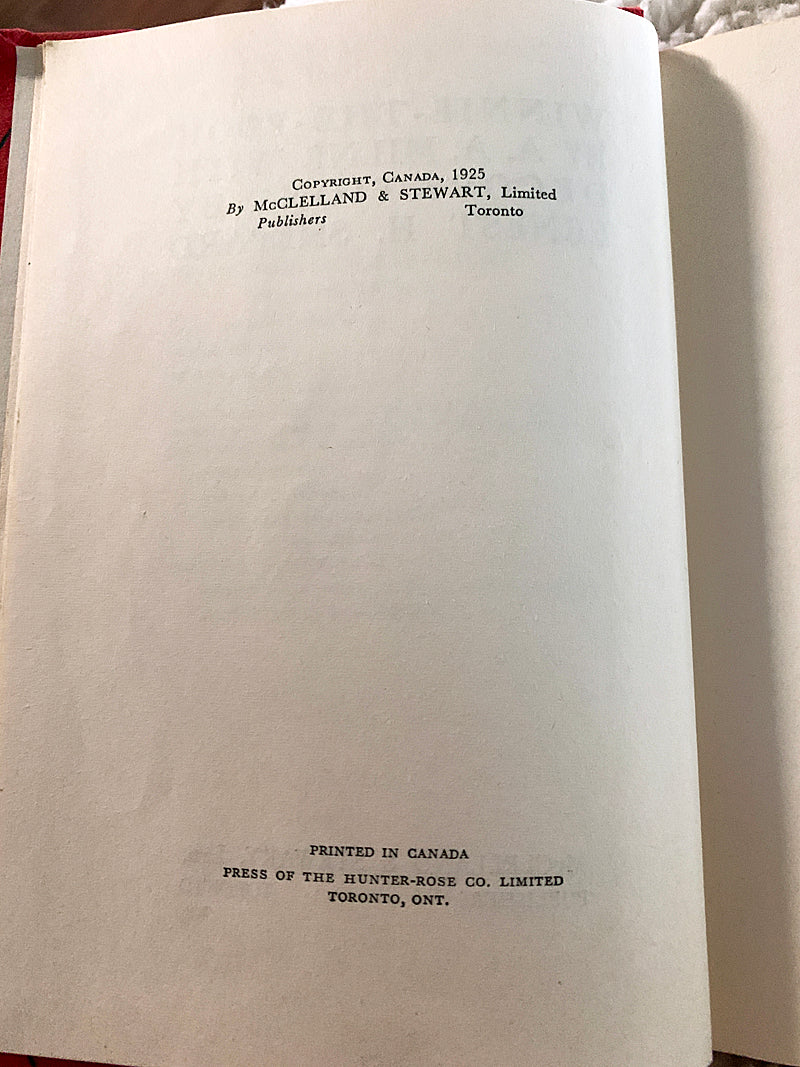 COPYRIGHT, CANADA, 1925
By McCLELLAND & STEWART, Limited
Publishers Toronto
PRINTED IN CANADA
PRESS OF THE HUNTER-ROSE CO. LIMITED
TORONTO, ONT.